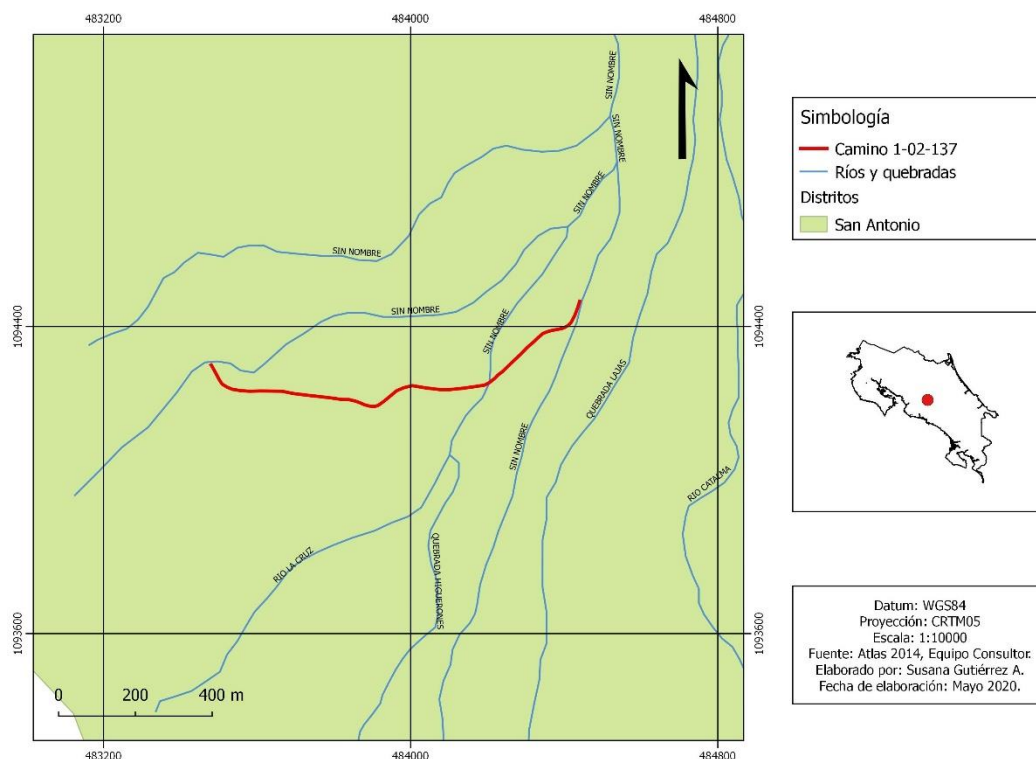 483200
484000
484800
SIN NOMBRE
SIN NOMBRE
SIN NOMBRE
SIN NOMBRE
SIN NOMBRE
SIN NOMBRE
SIN NOMBRE
QUEBRADA LAJAS
RIO CATALMA
RIO LA CRUZ
QUEBRADA HIGUERONES
1094400
1094400
1093600
1093600
0 200 400 m
483200
484000
484800
Simbología
Camino 1-02-137
Ríos y quebradas
Distritos
San Antonio
Datum: WGS84
Proyección: CRTM05
Escala: 1:10000
Fuente: Atlas 2014, Equipo Consultor.
Elaborado por: Susana Gutiérrez A.
Fecha de elaboración: Mayo 2020.